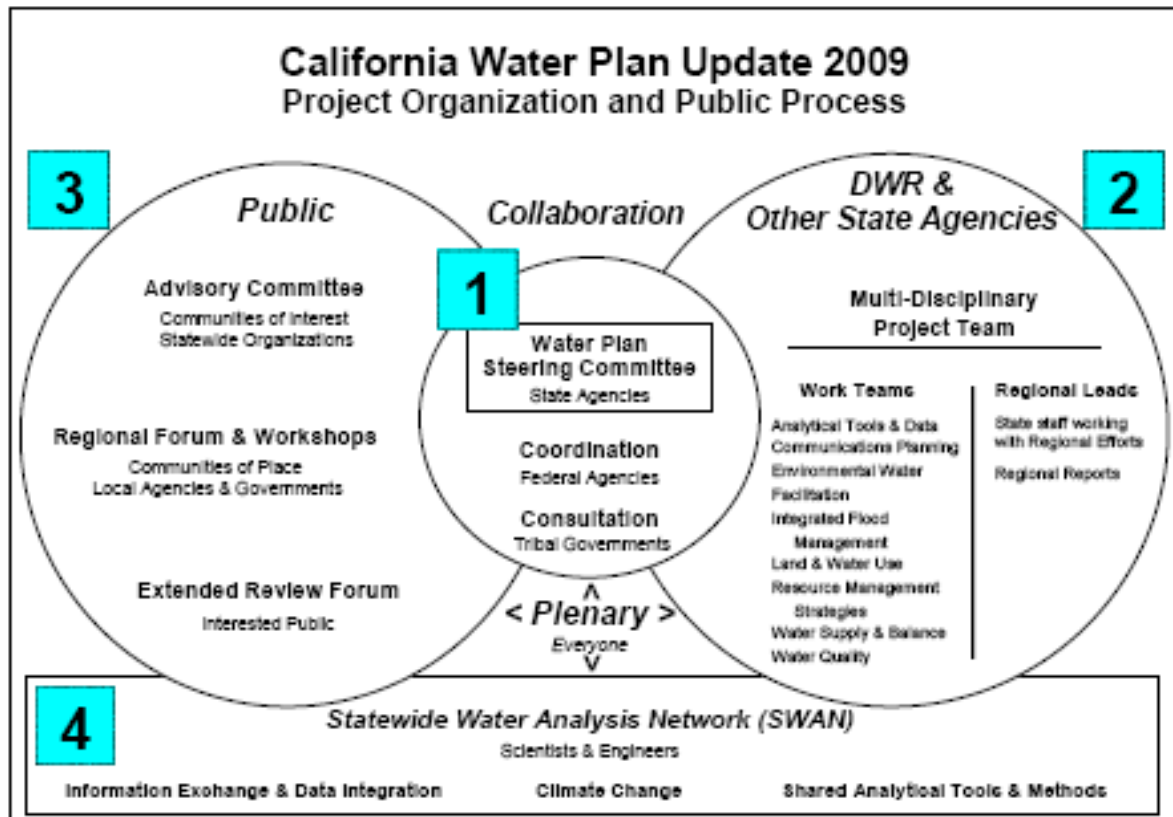 California Water Plan Update 2009
Project Organization and Public Process
3
Public
Advisory Committee
Communities of Interest
Statewide Organizations
Regional Forum & Workshops
Communities of Place
Local Agencies & Governments
Extended Review Forum
Interested Public
Collaboration
1
Water Plan
Steering Committee
State Agencies
Coordination
Federal Agencies
Consultation
Tribal Governments
^
< Plenary >
Everyone
v
2
DWR &
Other State Agencies
Multi-Disciplinary
Project Team
Work Teams
Analytical Tools & Data
Communications Planning
Environmental Water
Facilitation
Integrated Flood
Management
Land & Water Use
Resource Management
Strategies
Water Supply & Balance
Water Quality
Regional Leads
State staff working
with Regional Efforts
Regional Reports
4
Statewide Water Analysis Network (SWAN)
Scientists & Engineers
Information Exchange & Data Integration
Climate Change
Shared Analytical Tools & Methods